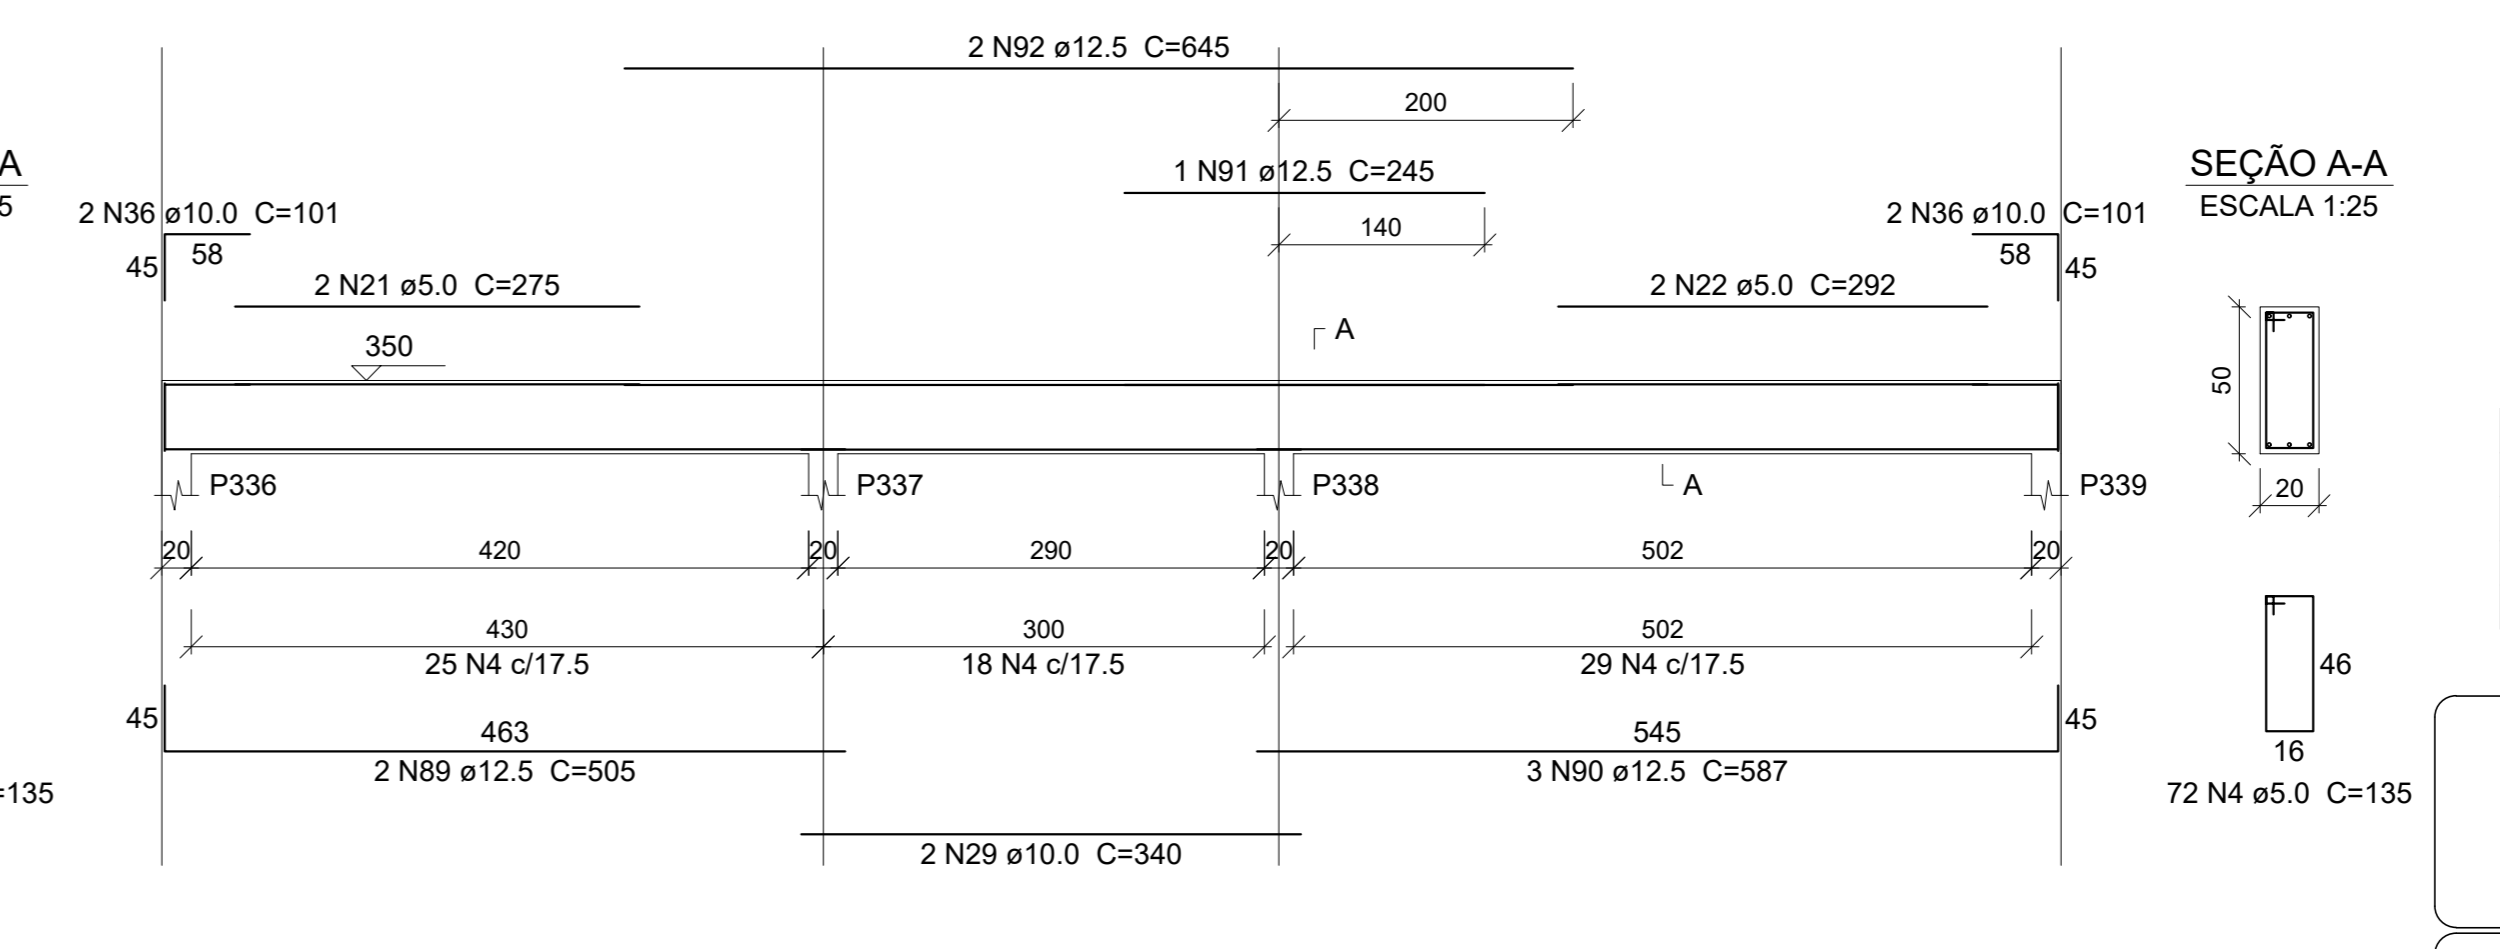 2 N92 ø12.5 C=645
200
A
5
1 N91 ø12.5 C=245
140
SEÇÃO A-A
ESCALA 1:25
2 N36 ø10.0 C=101
58
45
2 N36 ø10.0 C=101
58
45
2 N21 ø5.0 C=275
2 N22 ø5.0 C=292
A
350
50
20
P336
P337
P338
A
P339
20
420
20
290
20
502
20
430
25 N4 c/17.5
300
18 N4 c/17.5
502
29 N4 c/17.5
46
16
72 N4 ø5.0 C=135
45
463
2 N89 ø12.5 C=505
545
45
3 N90 ø12.5 C=587
=135
2 N29 ø10.0 C=340